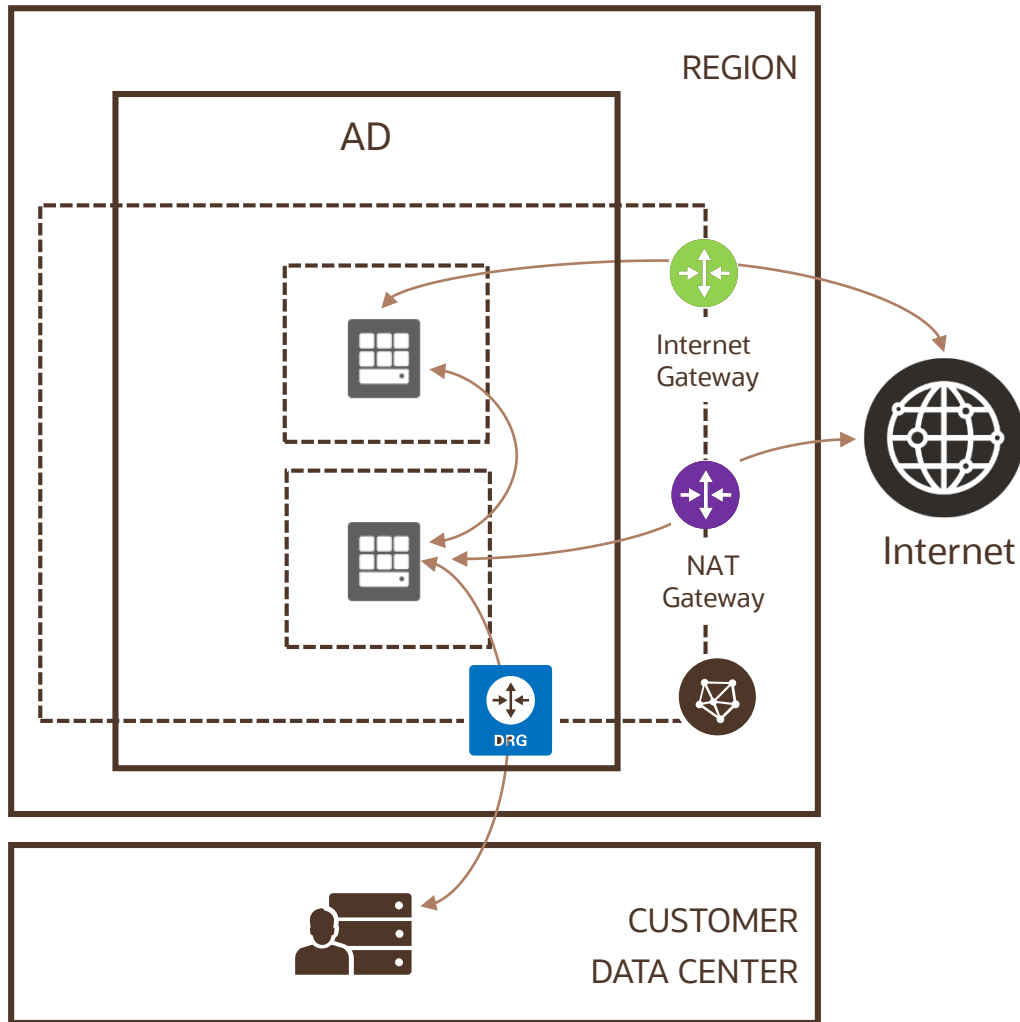 REGION
AD
Internet
Gateway
NAT
Gateway
Internet
DRG
CUSTOMER
DATA CENTER